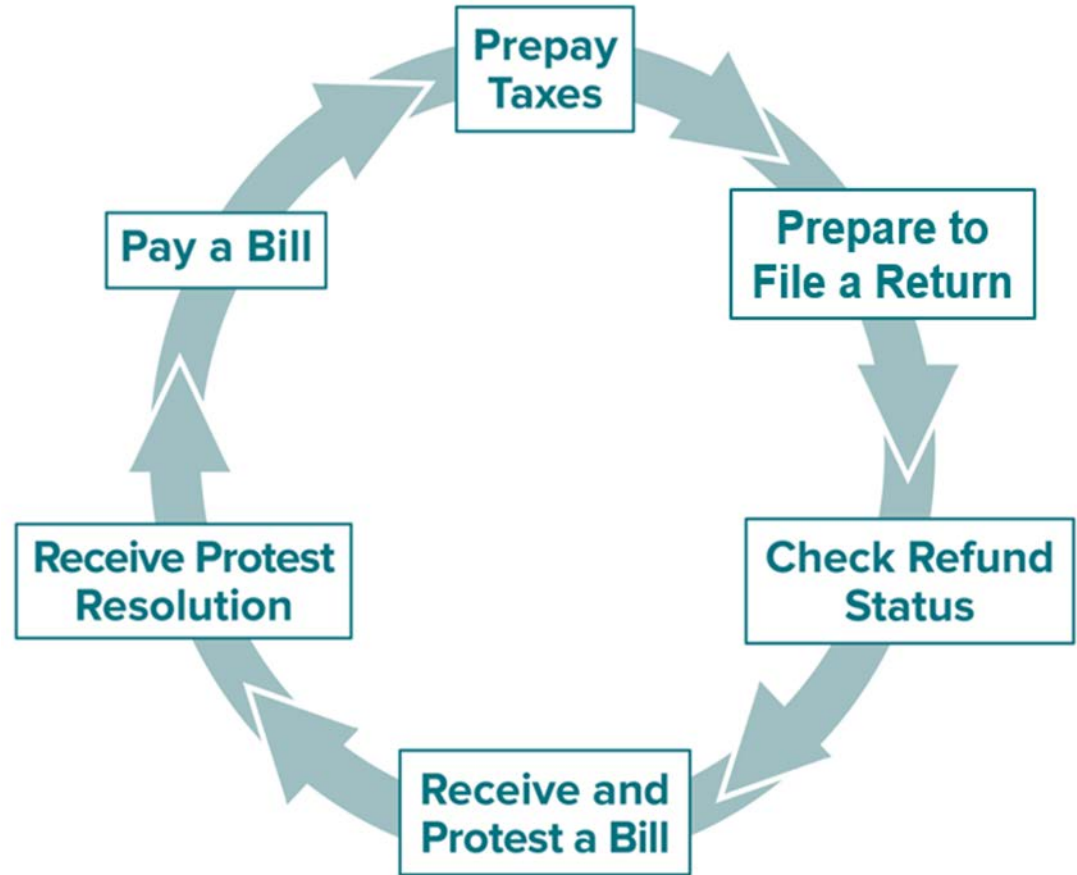 Prepay
Taxes
Prepare to
File a Return
Check Refund
Status
Receive and
Protest a Bill
Receive Protest
Resolution
Pay a Bill